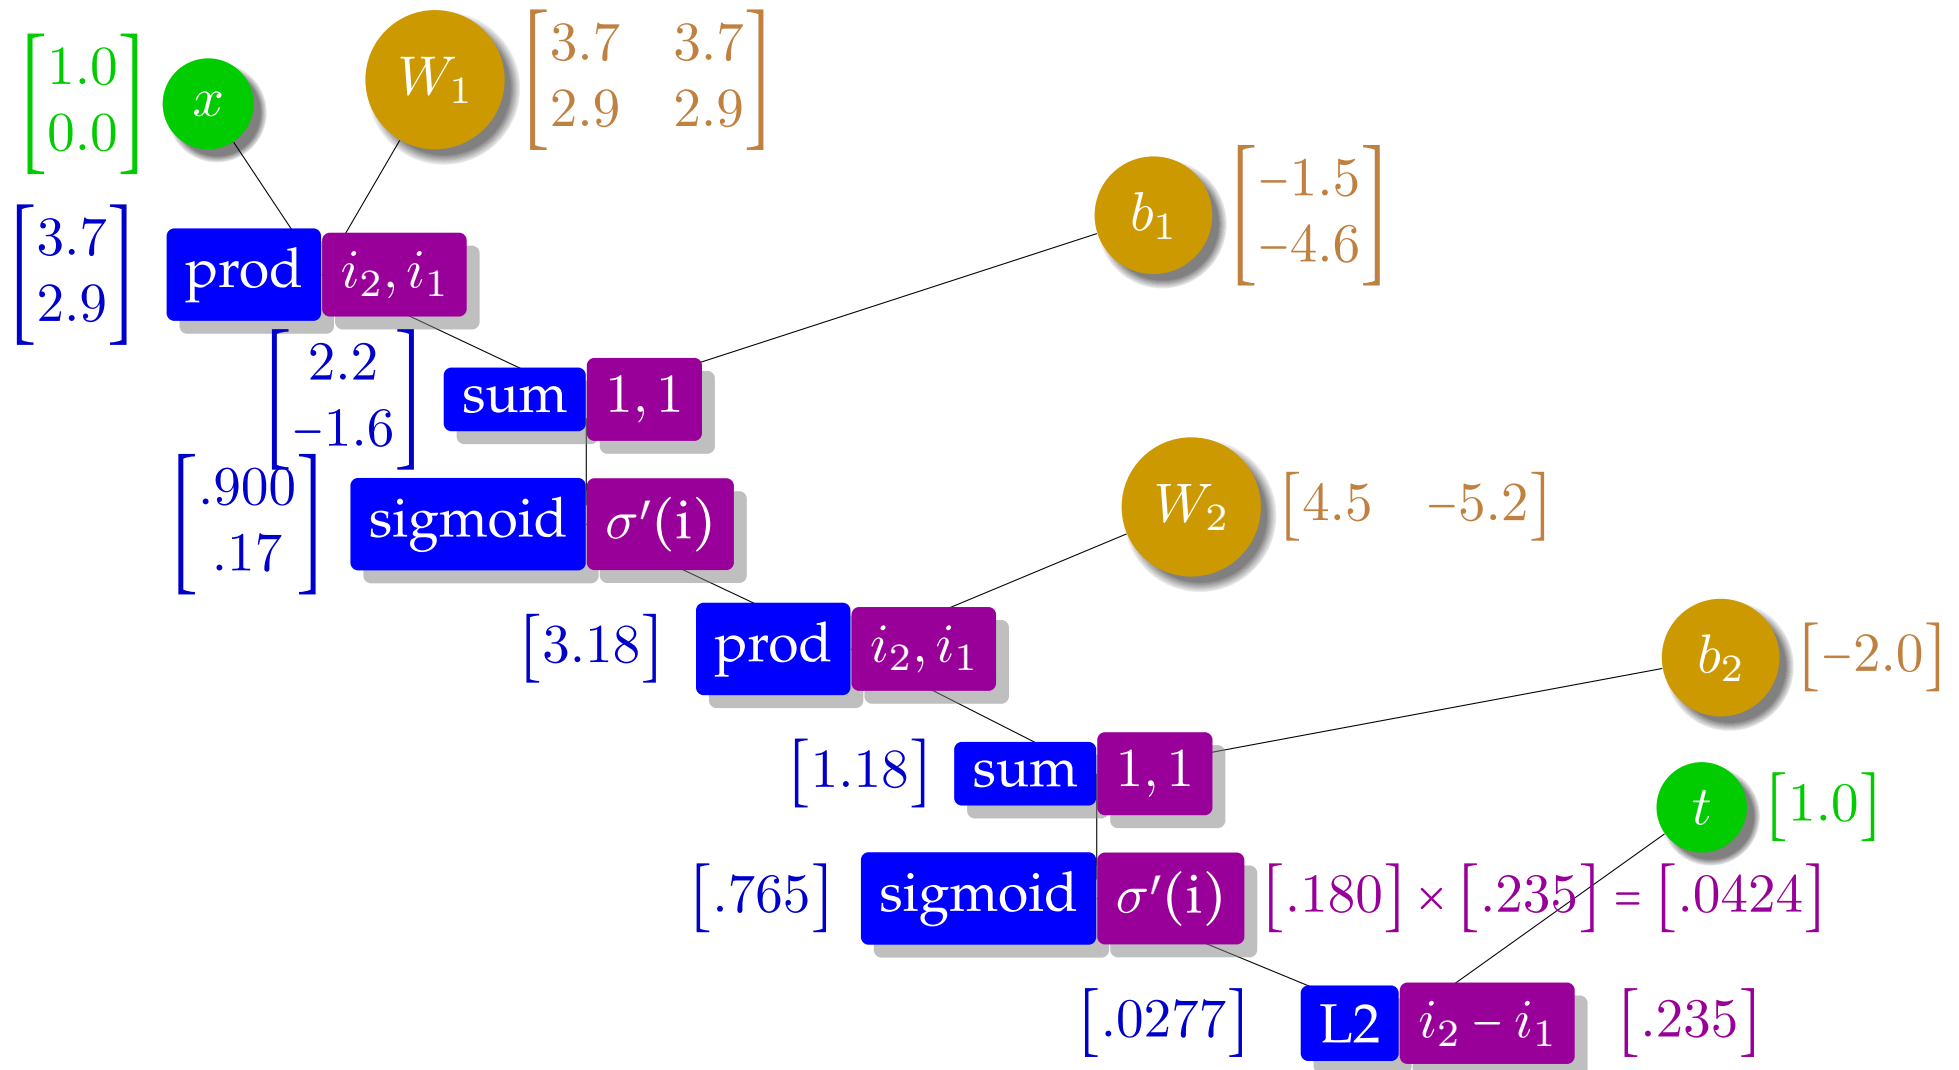 [1.0 0.0] x W₁ [3.7 3.7 2.9 2.9]
[3.7 2.9] prod i₂, i₁
b₁ [−1.5 −4.6]
[2.2 −1.6] sum 1, 1
[.900 .17] sigmoid σ′(i)
W₂ [4.5 −5.2]
[3.18] prod i₂, i₁
b₂ [−2.0]
[1.18] sum 1, 1
t [1.0]
[.765] sigmoid σ′(i) [.180] × [.235] = [.0424]
[.0277] L2 i₂ − i₁ [.235]